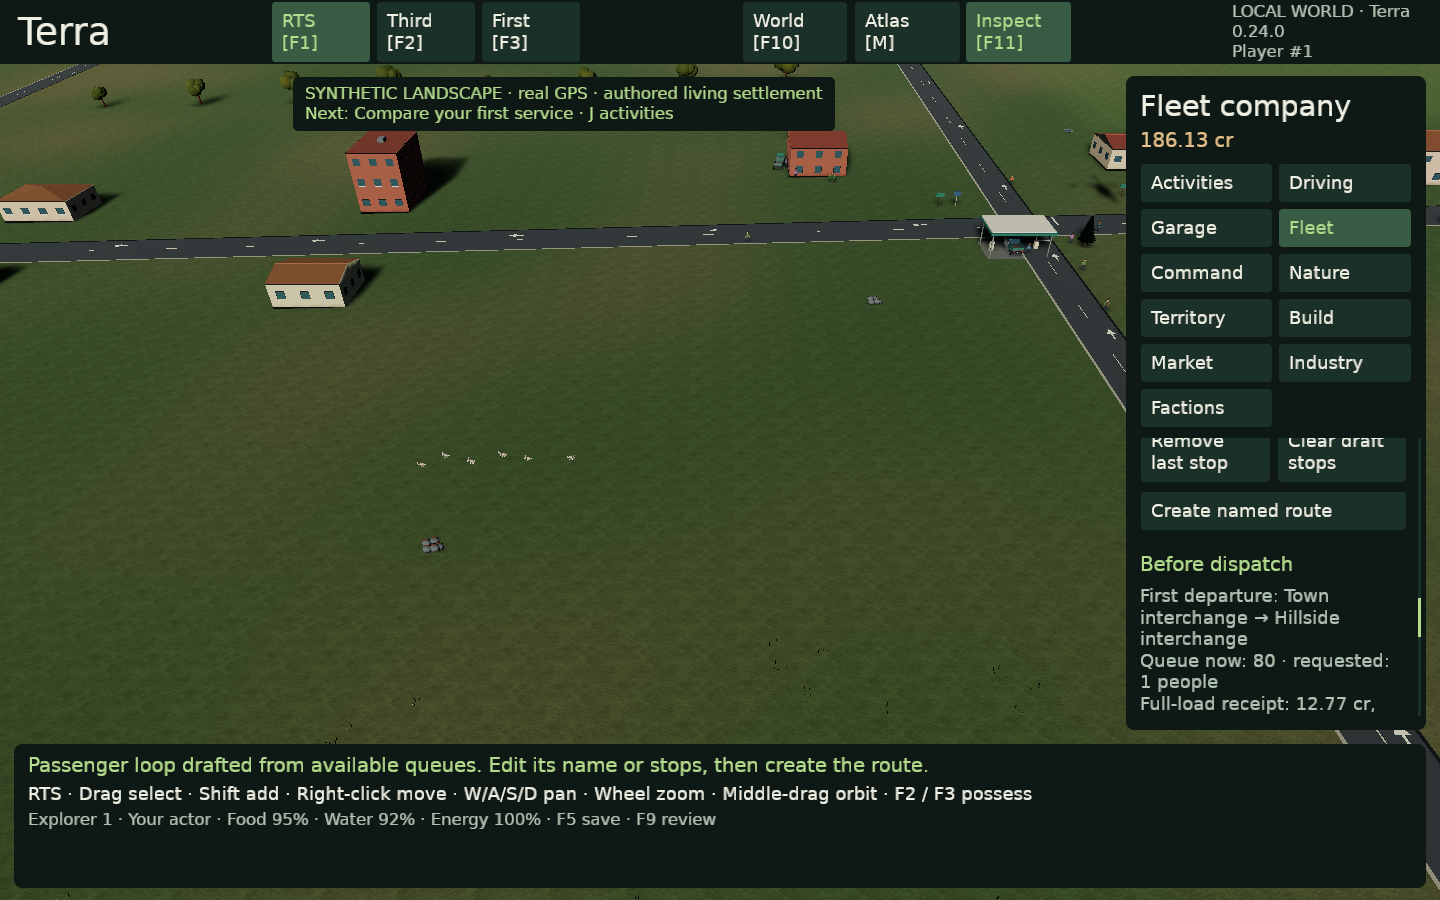 Terra
RTS
[F1]
Third
[F2]
First
[F3]
World
[F10]
Atlas
[M]
Inspect
[F11]
LOCAL WORLD · Terra
0.24.0
Player #1
SYNTHETIC LANDSCAPE · real GPS · authored living settlement
Next: Compare your first service · J activities
Fleet company
186.13 cr
Activities
Driving
Garage
Fleet
Command
Nature
Territory
Build
Market
Industry
Factions
Remove
last stop
Clear draft
stops
Create named route
Before dispatch
First departure: Town
interchange → Hillside
interchange
Queue now: 80 · requested:
1 people
Full-load receipt: 12.77 cr,
Passenger loop drafted from available queues. Edit its name or stops, then create the route.
RTS · Drag select · Shift add · Right-click move · W/A/S/D pan · Wheel zoom · Middle-drag orbit · F2 / F3 possess
Explorer 1 · Your actor · Food 95% · Water 92% · Energy 100% · F5 save · F9 review